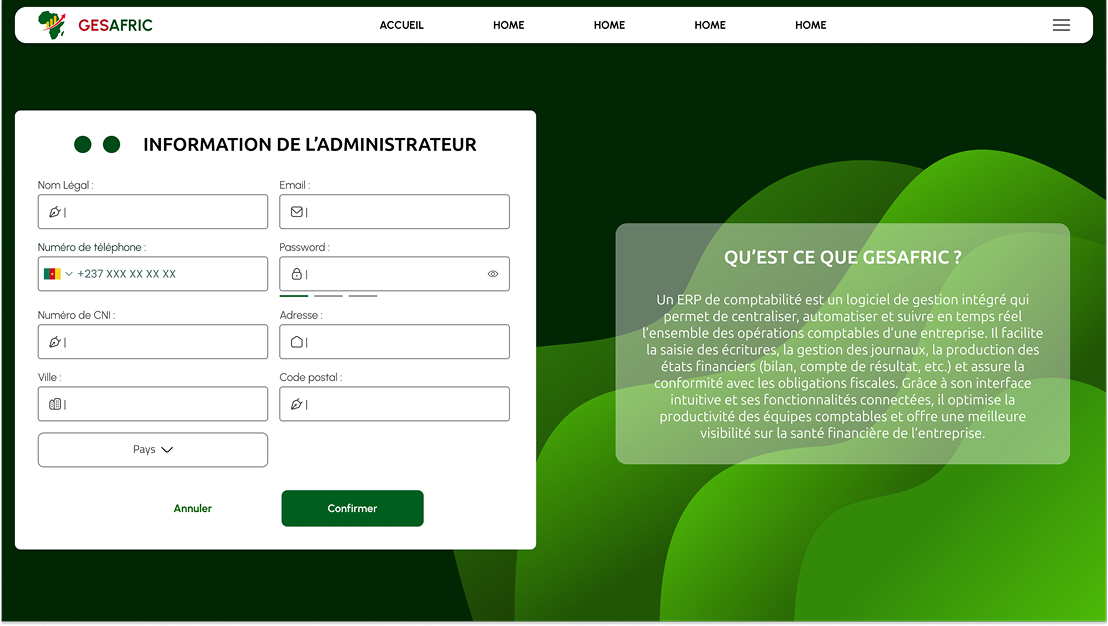 GESAFRIC
ACCUEIL
HOME
HOME
HOME
HOME
INFORMATION DE L’ADMINISTRATEUR
Nom Légal :
Email :
Numéro de téléphone :
+237 XXX XX XX XX
Password :
Numéro de CNI :
Adresse :
Ville :
Code postal :
Pays
Annuler
Confirmer
QU’EST CE QUE GESAFRIC ?
Un ERP de comptabilité est un logiciel de gestion intégré qui
permet de centraliser, automatiser et suivre en temps réel
l’ensemble des opérations comptables d’une entreprise. Il facilite
la saisie des écritures, la gestion des journaux, la production des
états financiers (bilan, compte de résultat, etc.) et assure la
conformité avec les obligations fiscales. Grâce à son interface
intuitive et ses fonctionnalités connectées, il optimise la
productivité des équipes comptables et offre une meilleure
visibilité sur la santé financière de l’entreprise.